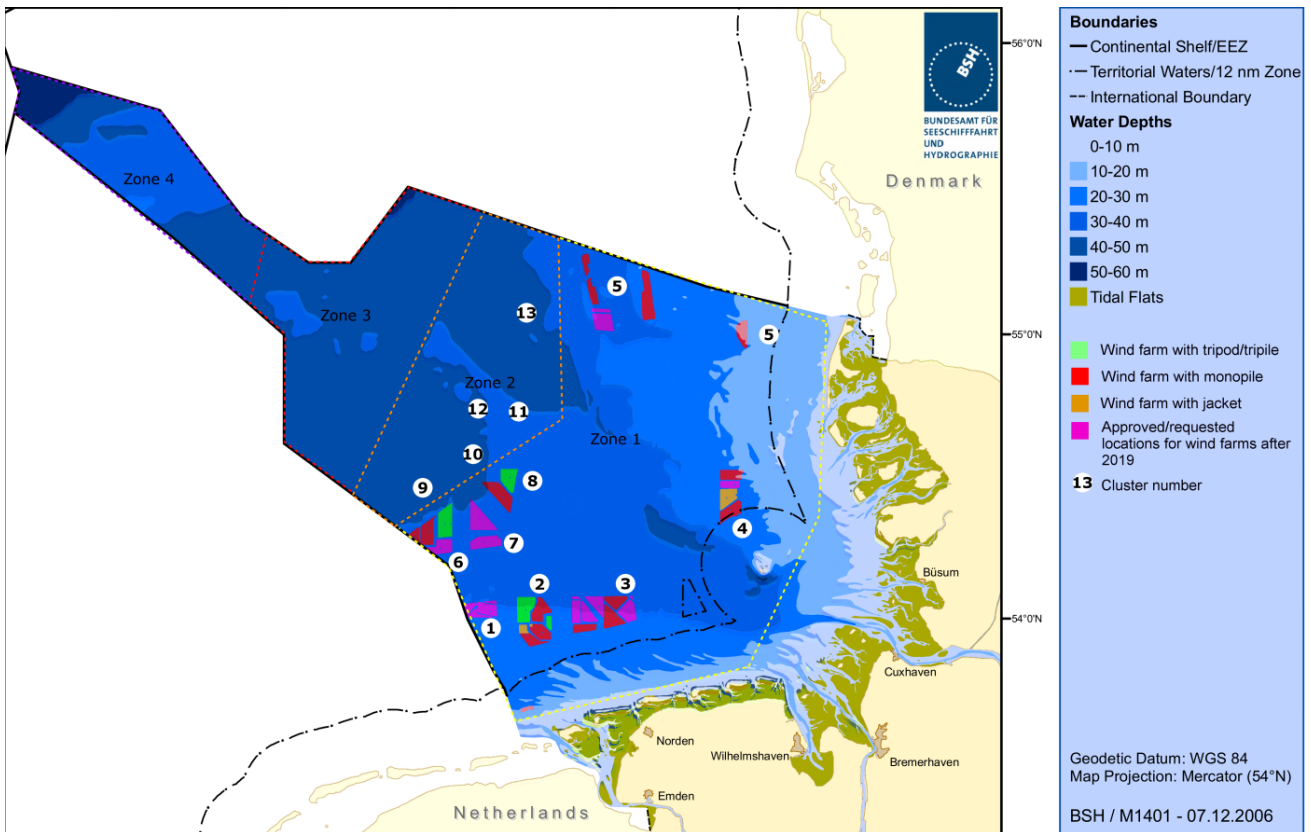 56°0'N
BSH
BUNDESAMT FÜR
SEESCHIFFFAHRT
UND
HYDROGRAPHIE
Denmark
Zone 4
5
13
Zone 3
5
55°0'N
Zone 2
12
11
Zone 1
10
8
9
4
7
6
2
3
Büsum
1
54°0'N
Cuxhaven
Norden
Wilhelmshaven
Bremerhaven
Emden
Netherlands
Boundaries
Continental Shelf/EEZ
Territorial Waters/12 nm Zone
International Boundary
Water Depths
0-10 m
10-20 m
20-30 m
30-40 m
40-50 m
50-60 m
Tidal Flats
Wind farm with tripod/tripile
Wind farm with monopile
Wind farm with jacket
Approved/requested
locations for wind farms after
2019
13 Cluster number
Geodetic Datum: WGS 84
Map Projection: Mercator (54°N)
BSH / M1401 - 07.12.2006